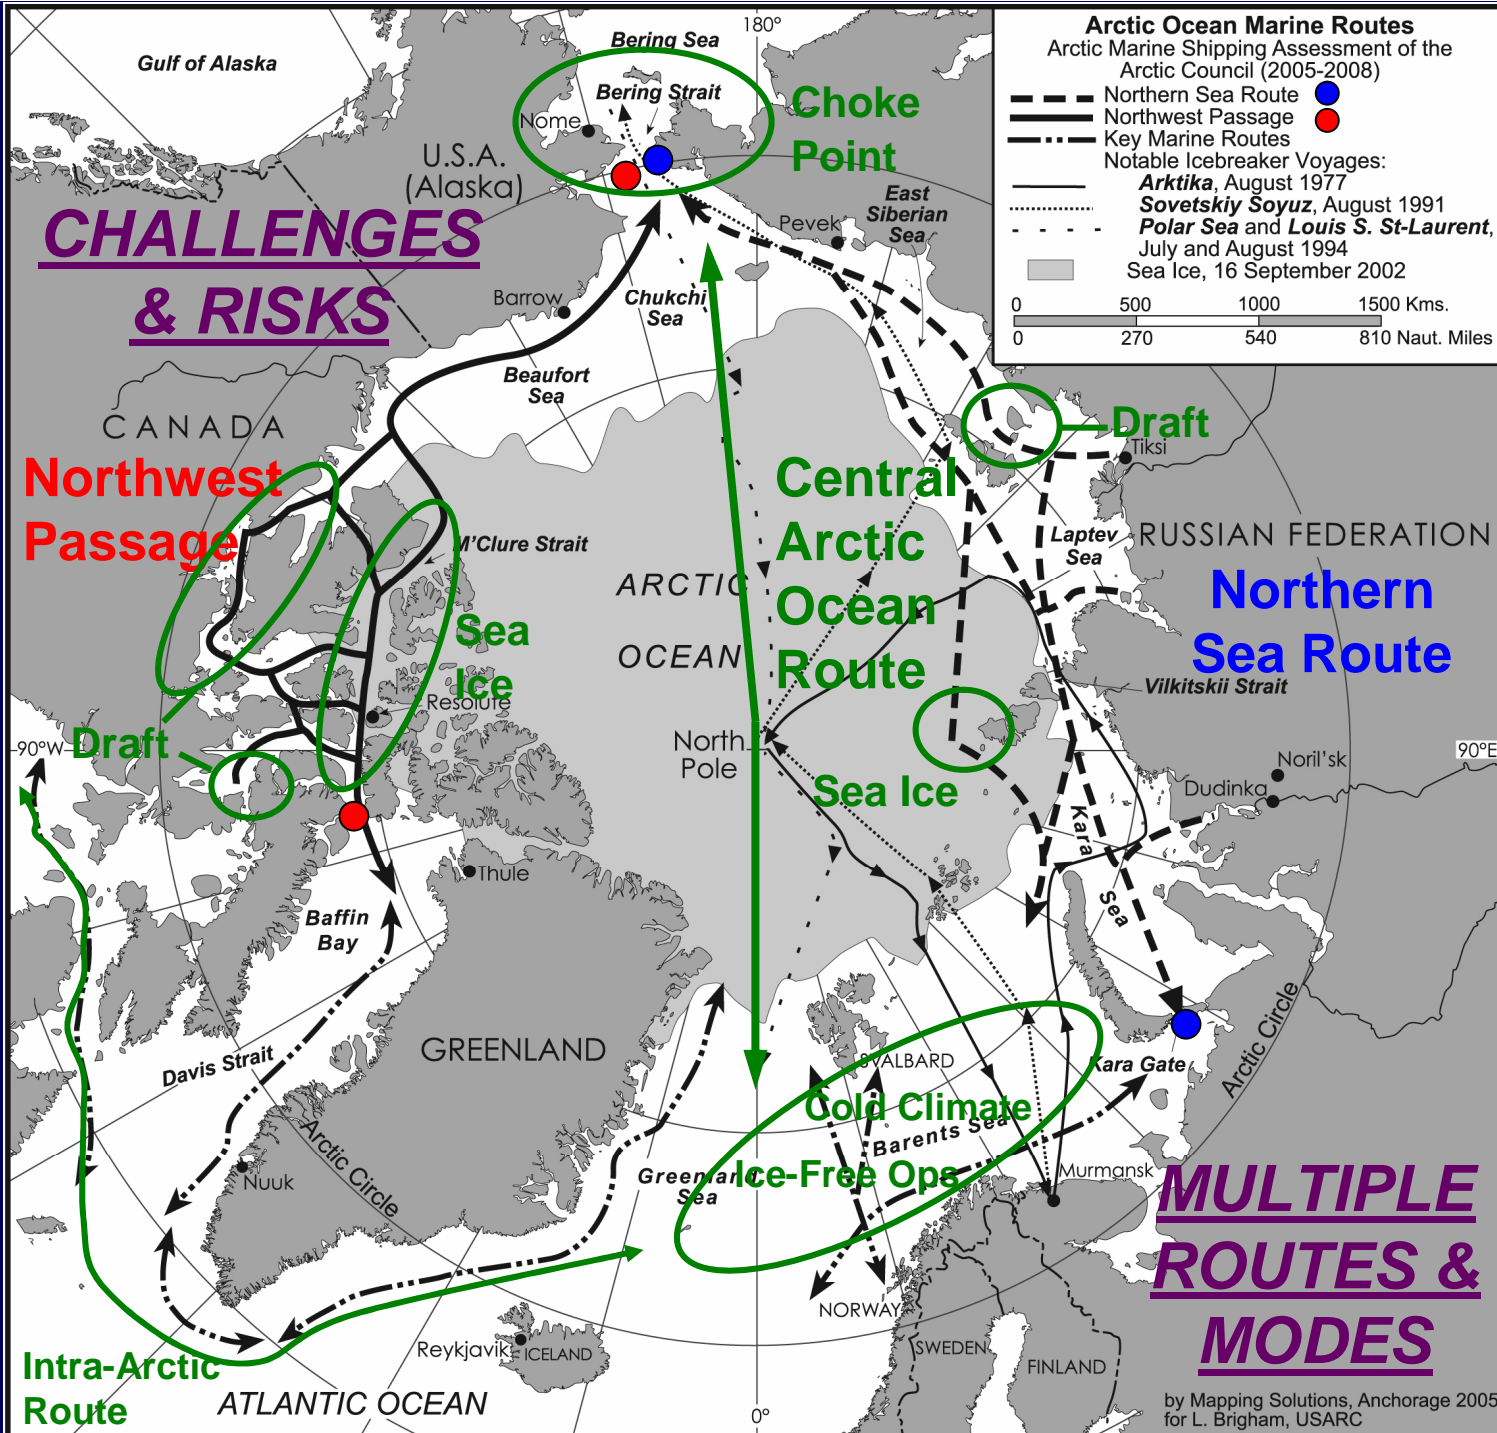 180°
Bering Sea
Gulf of Alaska
Bering Strait
Nome
Choke
Point
U.S.A.
(Alaska)
Arctic Ocean Marine Routes
Arctic Marine Shipping Assessment of the
Arctic Council (2005-2008)
Northern Sea Route
Northwest Passage
Key Marine Routes
Notable Icebreaker Voyages:
Arktika, August 1977
Sovetskiy Soyuz, August 1991
Polar Sea and Louis S. St-Laurent,
July and August 1994
Sea Ice, 16 September 2002
0 500 1000 1500 Kms.
0 270 540 810 Naut. Miles
CHALLENGES
& RISKS
East
Siberian
Sea
Pevek
Barrow
Chukchi
Sea
Beaufort
Sea
CANADA
Northwest
Passage
Draft
Tiksi
Central
Arctic
Ocean
Route
M'Clure Strait
ARCTIC
OCEAN
Laptev
Sea
RUSSIAN FEDERATION
Northern
Sea Route
Sea
Ice
Resolute
Vilkitskii Strait
90°W
Draft
North
Pole
Sea Ice
90°E
Noril'sk
Dudinka
Kara
Sea
Thule
Baffin
Bay
Davis Strait
GREENLAND
SVALBARD
Kara Gate
Arctic Circle
Cold Climate
Barents Sea
Ice-Free Ops
Greenland
Sea
Murmansk
Arctic Circle
Nuuk
MULTIPLE
ROUTES &
MODES
NORWAY
SWEDEN
FINLAND
Reykjavik
ICELAND
Intra-Arctic
Route
ATLANTIC OCEAN
0°
by Mapping Solutions, Anchorage 2005
for L. Brigham, USARC